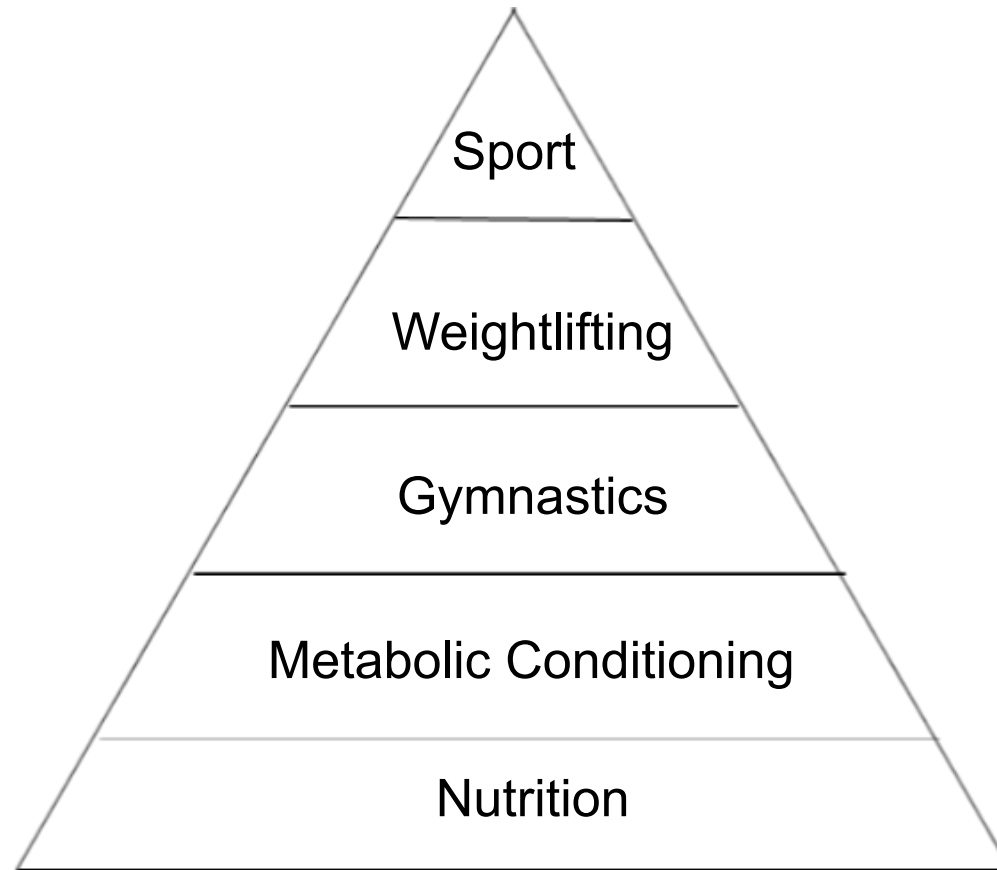 Sport
Weightlifting
Gymnastics
Metabolic Conditioning
Nutrition